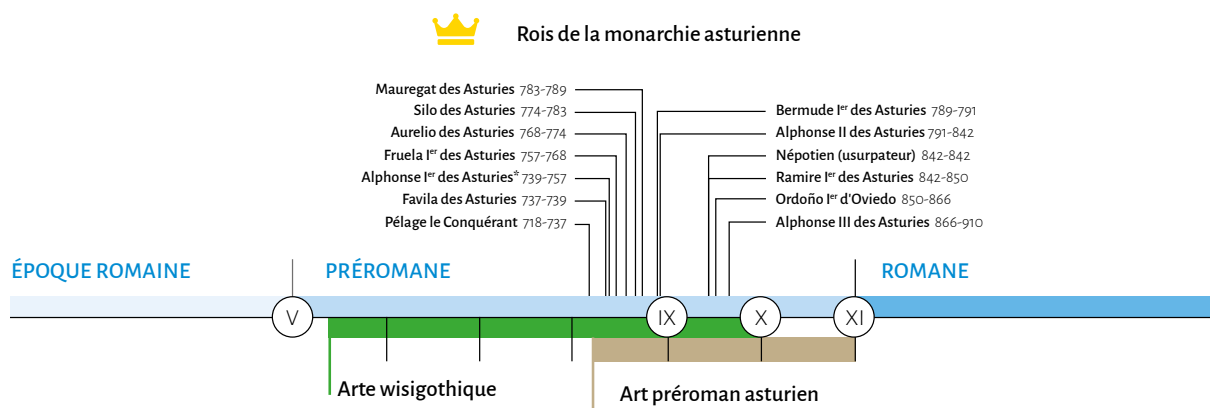 Rois de la monarchie asturienne
Mauregat des Asturies 783-789
Silo des Asturies 774-783
Aurelio des Asturies 768-774
Fruela Ier des Asturies 757-768
Alphonse Ier des Asturies* 739-757
Favila des Asturies 737-739
Pélage le Conquérant 718-737
Bermude Ier des Asturies 789-791
Alphonse II des Asturies 791-842
Népotien (usurpateur) 842-842
Ramire Ier des Asturies 842-850
Ordoño Ier d'Oviedo 850-866
Alphonse III des Asturies 866-910
ÉPOQUE ROMAINE
PRÉROMANE
ROMANE
V
IX
X
XI
Arte wisigothique
Art préroman asturien